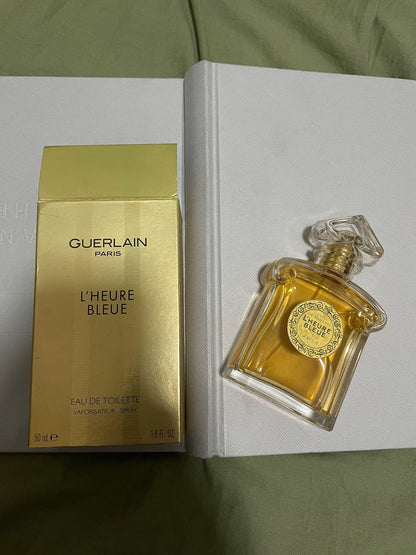 GUERLAIN
PARIS
L'HEURE
BLEUE
EAU DE TOILETTE
VAPORISATEUR · SPRAY
50 mL e
1.6 FL. OZ.
L'HEURE
BLEUE